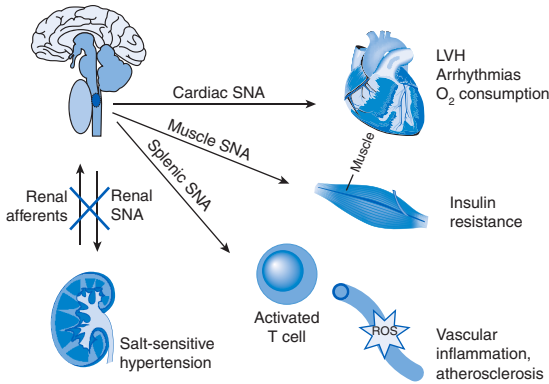 Cardiac SNA
LVH
Arrhythmias
O₂ consumption
Muscle SNA
Splenic SNA
Muscle
Renal
afferents
Renal
SNA
Insulin
resistance
Salt-sensitive
hypertension
Activated
T cell
ROS
Vascular
inflammation,
atherosclerosis